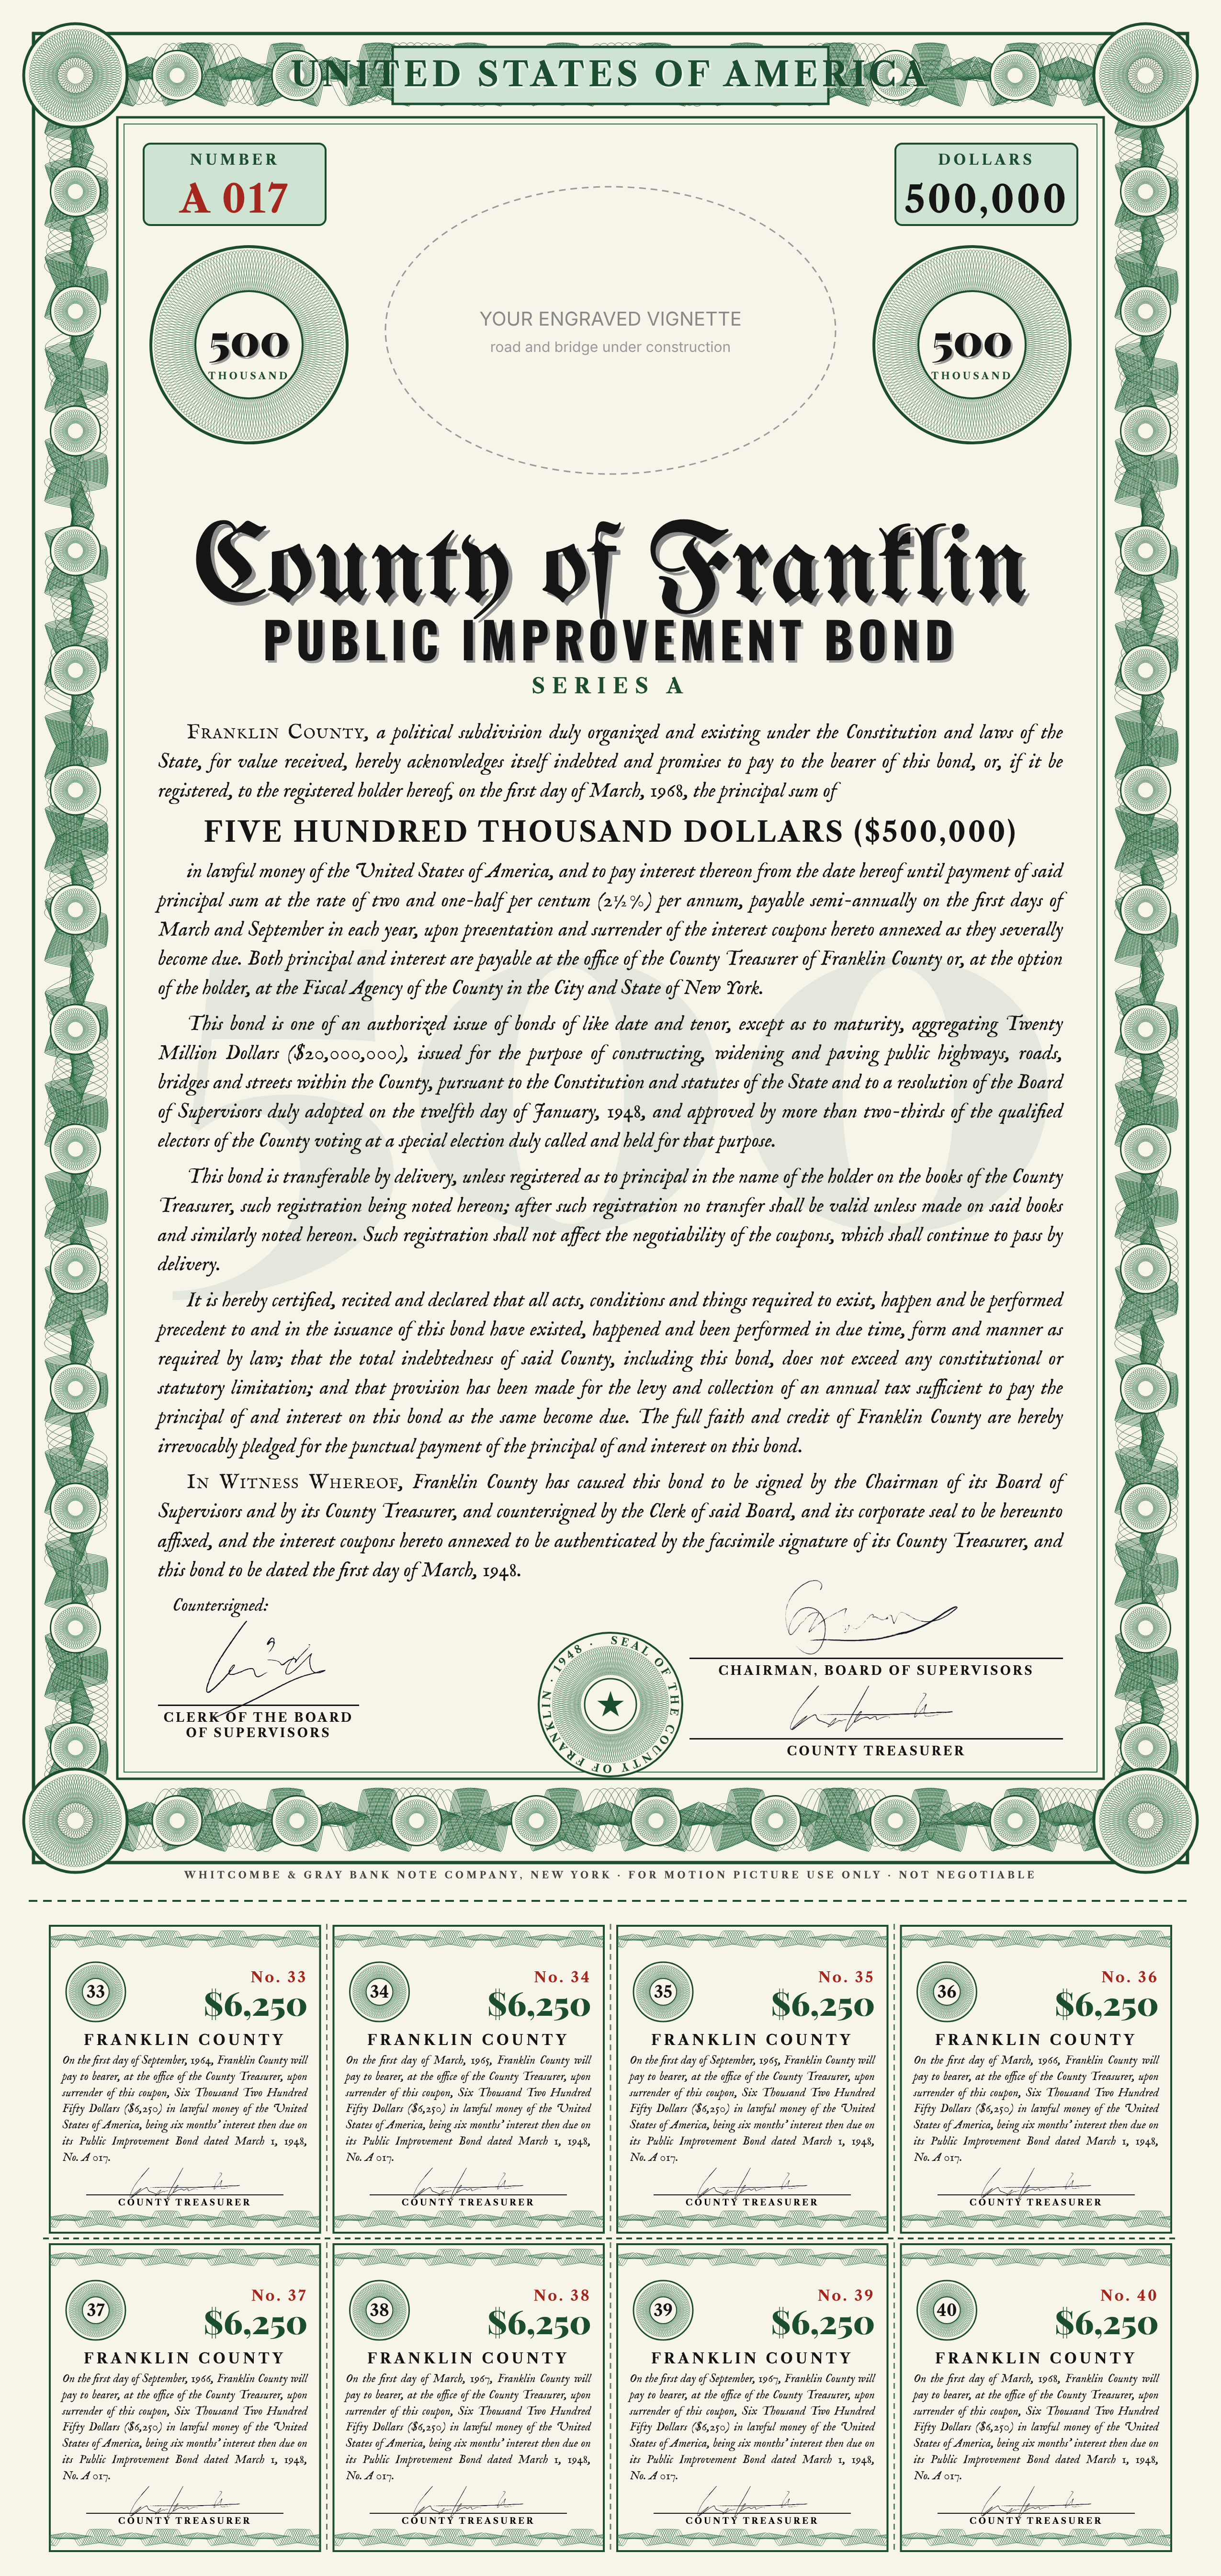 UNITED STATES OF AMERICA
NUMBER
A 017
DOLLARS
500,000
YOUR ENGRAVED VIGNETTE
road and bridge under construction
500
THOUSAND
500
THOUSAND
County of Franklin
PUBLIC IMPROVEMENT BOND
SERIES A
FRANKLIN COUNTY, a political subdivision duly organized and existing under the Constitution and laws of the
State, for value received, hereby acknowledges itself indebted and promises to pay to the bearer of this bond, or, if it be
registered, to the registered holder hereof, on the first day of March, 1968, the principal sum of
FIVE HUNDRED THOUSAND DOLLARS ($500,000)
in lawful money of the United States of America, and to pay interest thereon from the date hereof until payment of said
principal sum at the rate of two and one-half per centum (2½%) per annum, payable semi-annually on the first days of
March and September in each year, upon presentation and surrender of the interest coupons hereto annexed as they severally
become due. Both principal and interest are payable at the office of the County Treasurer of Franklin County or, at the option
of the holder, at the Fiscal Agency of the County in the City and State of New York.
500
This bond is one of an authorized issue of bonds of like date and tenor, except as to maturity, aggregating Twenty
Million Dollars ($20,000,000), issued for the purpose of constructing, widening and paving public highways, roads,
bridges and streets within the County, pursuant to the Constitution and statutes of the State and to a resolution of the Board
of Supervisors duly adopted on the twelfth day of January, 1948, and approved by more than two-thirds of the qualified
electors of the County voting at a special election duly called and held for that purpose.
This bond is transferable by delivery, unless registered as to principal in the name of the holder on the books of the County
Treasurer, such registration being noted hereon; after such registration no transfer shall be valid unless made on said books
and similarly noted hereon. Such registration shall not affect the negotiability of the coupons, which shall continue to pass by
delivery.
It is hereby certified, recited and declared that all acts, conditions and things required to exist, happen and be performed
precedent to and in the issuance of this bond have existed, happened and been performed in due time, form and manner as
required by law; that the total indebtedness of said County, including this bond, does not exceed any constitutional or
statutory limitation; and that provision has been made for the levy and collection of an annual tax sufficient to pay the
principal of and interest on this bond as the same become due. The full faith and credit of Franklin County are hereby
irrevocably pledged for the punctual payment of the principal of and interest on this bond.
IN WITNESS WHEREOF, Franklin County has caused this bond to be signed by the Chairman of its Board of
Supervisors and by its County Treasurer, and countersigned by the Clerk of said Board, and its corporate seal to be hereunto
affixed, and the interest coupons hereto annexed to be authenticated by the facsimile signature of its County Treasurer, and
this bond to be dated the first day of March, 1948.
Countersigned:
CLERK OF THE BOARD
OF SUPERVISORS
SEAL OF THE COUNTY OF FRANKLIN · 1948 ·
CHAIRMAN, BOARD OF SUPERVISORS
COUNTY TREASURER
WHITCOMBE & GRAY BANK NOTE COMPANY, NEW YORK · FOR MOTION PICTURE USE ONLY · NOT NEGOTIABLE
33
No. 33
$6,250
FRANKLIN COUNTY
On the first day of September, 1964, Franklin County will
pay to bearer, at the office of the County Treasurer, upon
surrender of this coupon, Six Thousand Two Hundred
Fifty Dollars ($6,250) in lawful money of the United
States of America, being six months' interest then due on
its Public Improvement Bond dated March 1, 1948,
No. A 017.
COUNTY TREASURER
34
No. 34
$6,250
FRANKLIN COUNTY
On the first day of March, 1965, Franklin County will
pay to bearer, at the office of the County Treasurer, upon
surrender of this coupon, Six Thousand Two Hundred
Fifty Dollars ($6,250) in lawful money of the United
States of America, being six months' interest then due on
its Public Improvement Bond dated March 1, 1948,
No. A 017.
COUNTY TREASURER
35
No. 35
$6,250
FRANKLIN COUNTY
On the first day of September, 1965, Franklin County will
pay to bearer, at the office of the County Treasurer, upon
surrender of this coupon, Six Thousand Two Hundred
Fifty Dollars ($6,250) in lawful money of the United
States of America, being six months' interest then due on
its Public Improvement Bond dated March 1, 1948,
No. A 017.
COUNTY TREASURER
36
No. 36
$6,250
FRANKLIN COUNTY
On the first day of March, 1966, Franklin County will
pay to bearer, at the office of the County Treasurer, upon
surrender of this coupon, Six Thousand Two Hundred
Fifty Dollars ($6,250) in lawful money of the United
States of America, being six months' interest then due on
its Public Improvement Bond dated March 1, 1948,
No. A 017.
COUNTY TREASURER
37
No. 37
$6,250
FRANKLIN COUNTY
On the first day of September, 1966, Franklin County will
pay to bearer, at the office of the County Treasurer, upon
surrender of this coupon, Six Thousand Two Hundred
Fifty Dollars ($6,250) in lawful money of the United
States of America, being six months' interest then due on
its Public Improvement Bond dated March 1, 1948,
No. A 017.
COUNTY TREASURER
38
No. 38
$6,250
FRANKLIN COUNTY
On the first day of March, 1967, Franklin County will
pay to bearer, at the office of the County Treasurer, upon
surrender of this coupon, Six Thousand Two Hundred
Fifty Dollars ($6,250) in lawful money of the United
States of America, being six months' interest then due on
its Public Improvement Bond dated March 1, 1948,
No. A 017.
COUNTY TREASURER
39
No. 39
$6,250
FRANKLIN COUNTY
On the first day of September, 1967, Franklin County will
pay to bearer, at the office of the County Treasurer, upon
surrender of this coupon, Six Thousand Two Hundred
Fifty Dollars ($6,250) in lawful money of the United
States of America, being six months' interest then due on
its Public Improvement Bond dated March 1, 1948,
No. A 017.
COUNTY TREASURER
40
No. 40
$6,250
FRANKLIN COUNTY
On the first day of March, 1968, Franklin County will
pay to bearer, at the office of the County Treasurer, upon
surrender of this coupon, Six Thousand Two Hundred
Fifty Dollars ($6,250) in lawful money of the United
States of America, being six months' interest then due on
its Public Improvement Bond dated March 1, 1948,
No. A 017.
COUNTY TREASURER